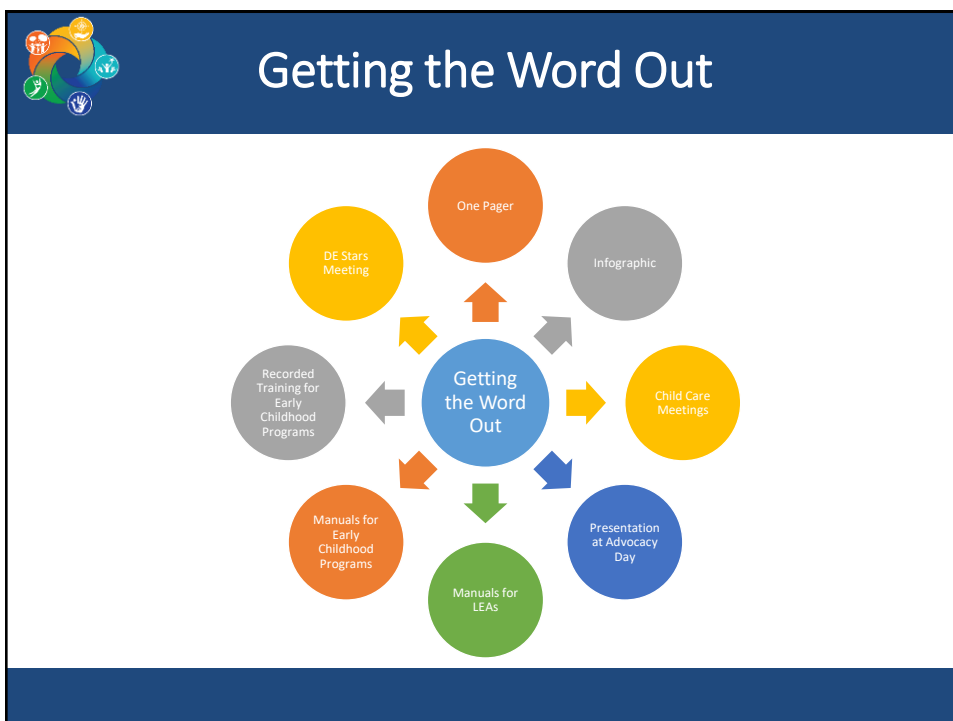 Getting the Word Out
One Pager
Infographic
Child Care
Meetings
Presentation
at Advocacy
Day
Manuals for
LEAs
Manuals for
Early
Childhood
Programs
Recorded
Training for
Early
Childhood
Programs
DE Stars
Meeting
Getting
the Word
Out